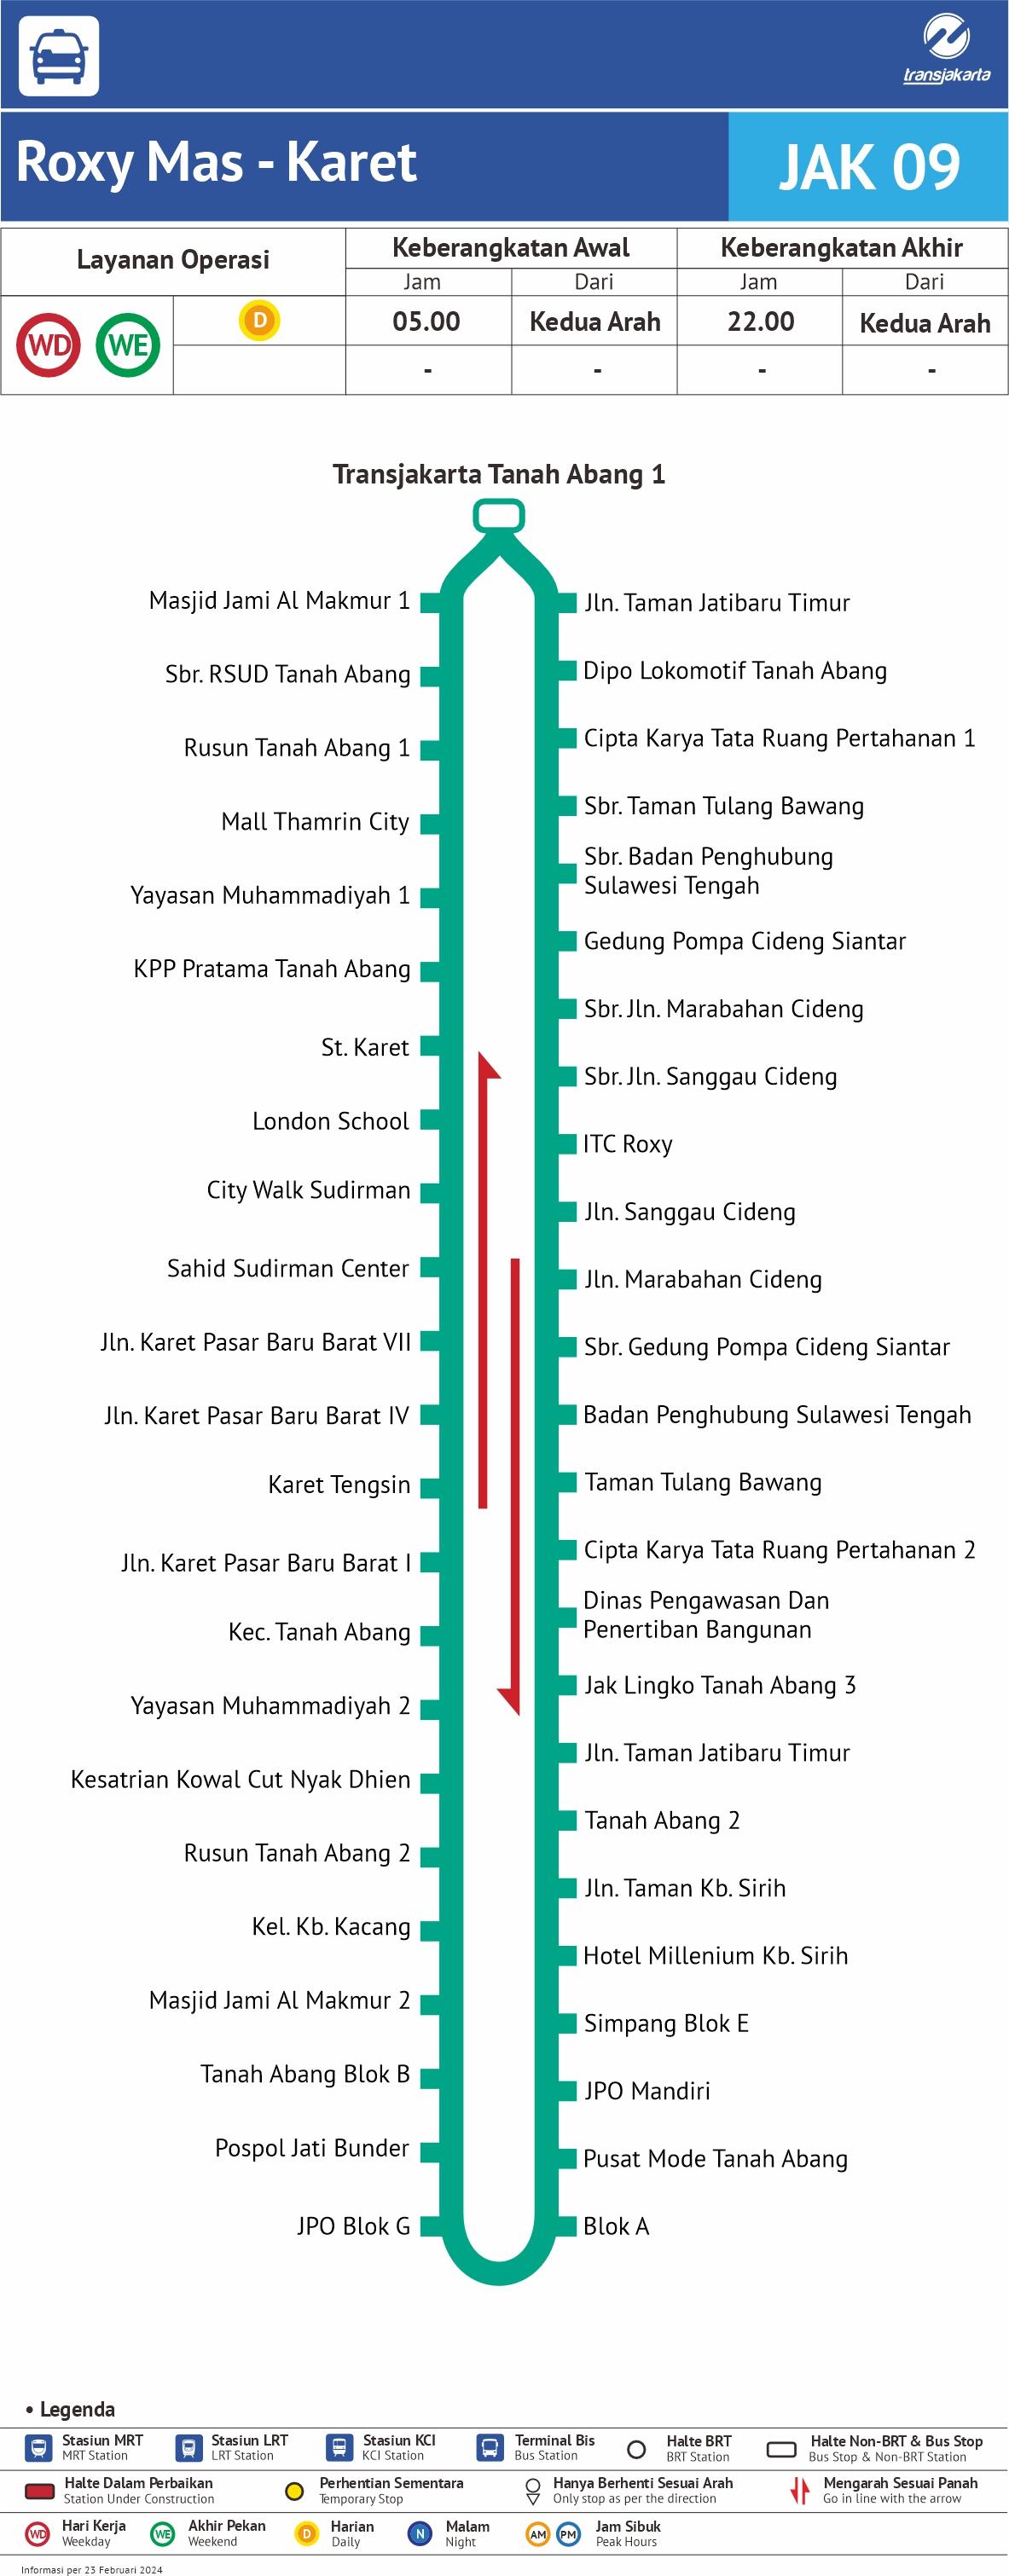 transjakarta
Roxy Mas - Karet
JAK 09
Layanan Operasi
Keberangkatan Awal
Keberangkatan Akhir
Jam
Dari
Jam
Dari
WD
WE
D
05.00
Kedua Arah
22.00
Kedua Arah
-
-
-
-
Transjakarta Tanah Abang 1
Masjid Jami Al Makmur 1
Sbr. RSUD Tanah Abang
Rusun Tanah Abang 1
Mall Thamrin City
Yayasan Muhammadiyah 1
KPP Pratama Tanah Abang
St. Karet
London School
City Walk Sudirman
Sahid Sudirman Center
Jln. Karet Pasar Baru Barat VII
Jln. Karet Pasar Baru Barat IV
Karet Tengsin
Jln. Karet Pasar Baru Barat I
Kec. Tanah Abang
Yayasan Muhammadiyah 2
Kesatrian Kowal Cut Nyak Dhien
Rusun Tanah Abang 2
Kel. Kb. Kacang
Masjid Jami Al Makmur 2
Tanah Abang Blok B
Pospol Jati Bunder
JPO Blok G
Jln. Taman Jatibaru Timur
Dipo Lokomotif Tanah Abang
Cipta Karya Tata Ruang Pertahanan 1
Sbr. Taman Tulang Bawang
Sbr. Badan Penghubung
Sulawesi Tengah
Gedung Pompa Cideng Siantar
Sbr. Jln. Marabahan Cideng
Sbr. Jln. Sanggau Cideng
ITC Roxy
Jln. Sanggau Cideng
Jln. Marabahan Cideng
Sbr. Gedung Pompa Cideng Siantar
Badan Penghubung Sulawesi Tengah
Taman Tulang Bawang
Cipta Karya Tata Ruang Pertahanan 2
Dinas Pengawasan Dan
Penertiban Bangunan
Jak Lingko Tanah Abang 3
Jln. Taman Jatibaru Timur
Tanah Abang 2
Jln. Taman Kb. Sirih
Hotel Millenium Kb. Sirih
Simpang Blok E
JPO Mandiri
Pusat Mode Tanah Abang
Blok A
• Legenda
Stasiun MRT
MRT Station
Stasiun LRT
LRT Station
Stasiun KCI
KCI Station
Terminal Bis
Bus Station
Halte BRT
BRT Station
Halte Non-BRT & Bus Stop
Bus Stop & Non-BRT Station
Halte Dalam Perbaikan
Station Under Construction
Perhentian Sementara
Temporary Stop
Hanya Berhenti Sesuai Arah
Only stop as per the direction
Mengarah Sesuai Panah
Go in line with the arrow
WD
Hari Kerja
Weekday
WE
Akhir Pekan
Weekend
D
Harian
Daily
N
Malam
Night
AM
PM
Jam Sibuk
Peak Hours
Informasi per 23 Februari 2024